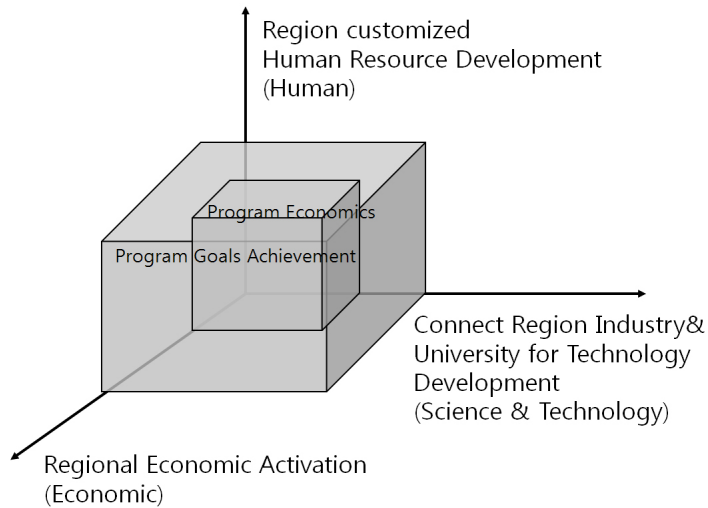 Region customized
Human Resource Development
(Human)
Program Economics
Program Goals Achievement
Connect Region Industry&
University for Technology
Development
(Science & Technology)
Regional Economic Activation
(Economic)